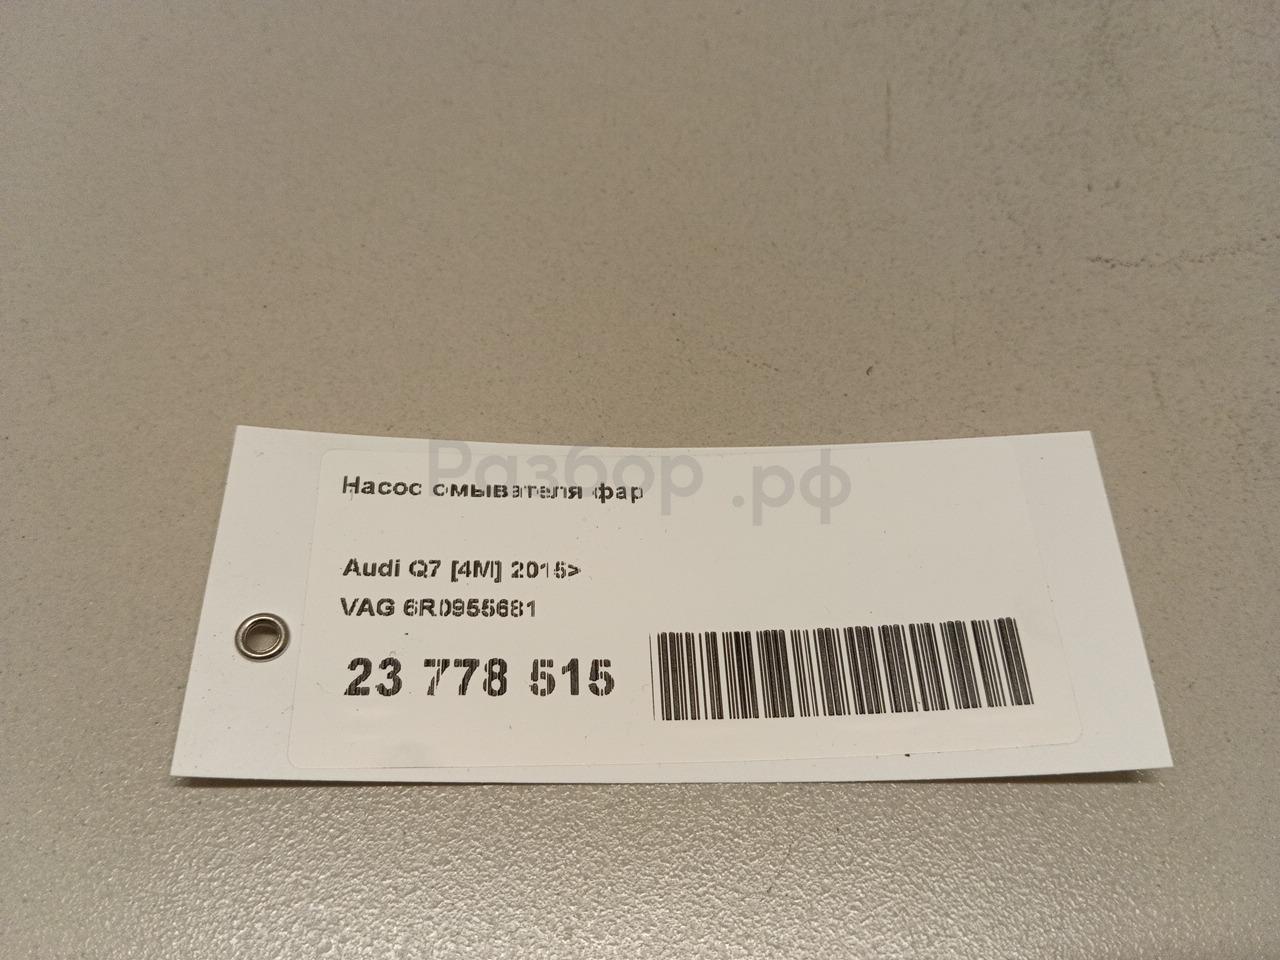 Разбор.рф
Насос омывателя фар
Audi Q7 [4M] 2015>
VAG 6R0955681
23 778 515